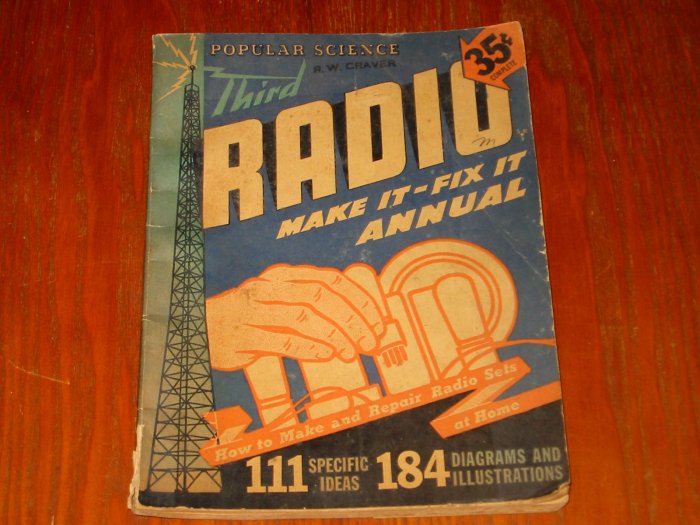 POPULAR SCIENCE
R. W. CRAVER
35¢
COMPLETE
Third
RADIO
m
MAKE IT-FIX IT
ANNUAL
How to Make and Repair Radio Sets
at Home
111 SPECIFIC IDEAS
184 DIAGRAMS AND ILLUSTRATIONS